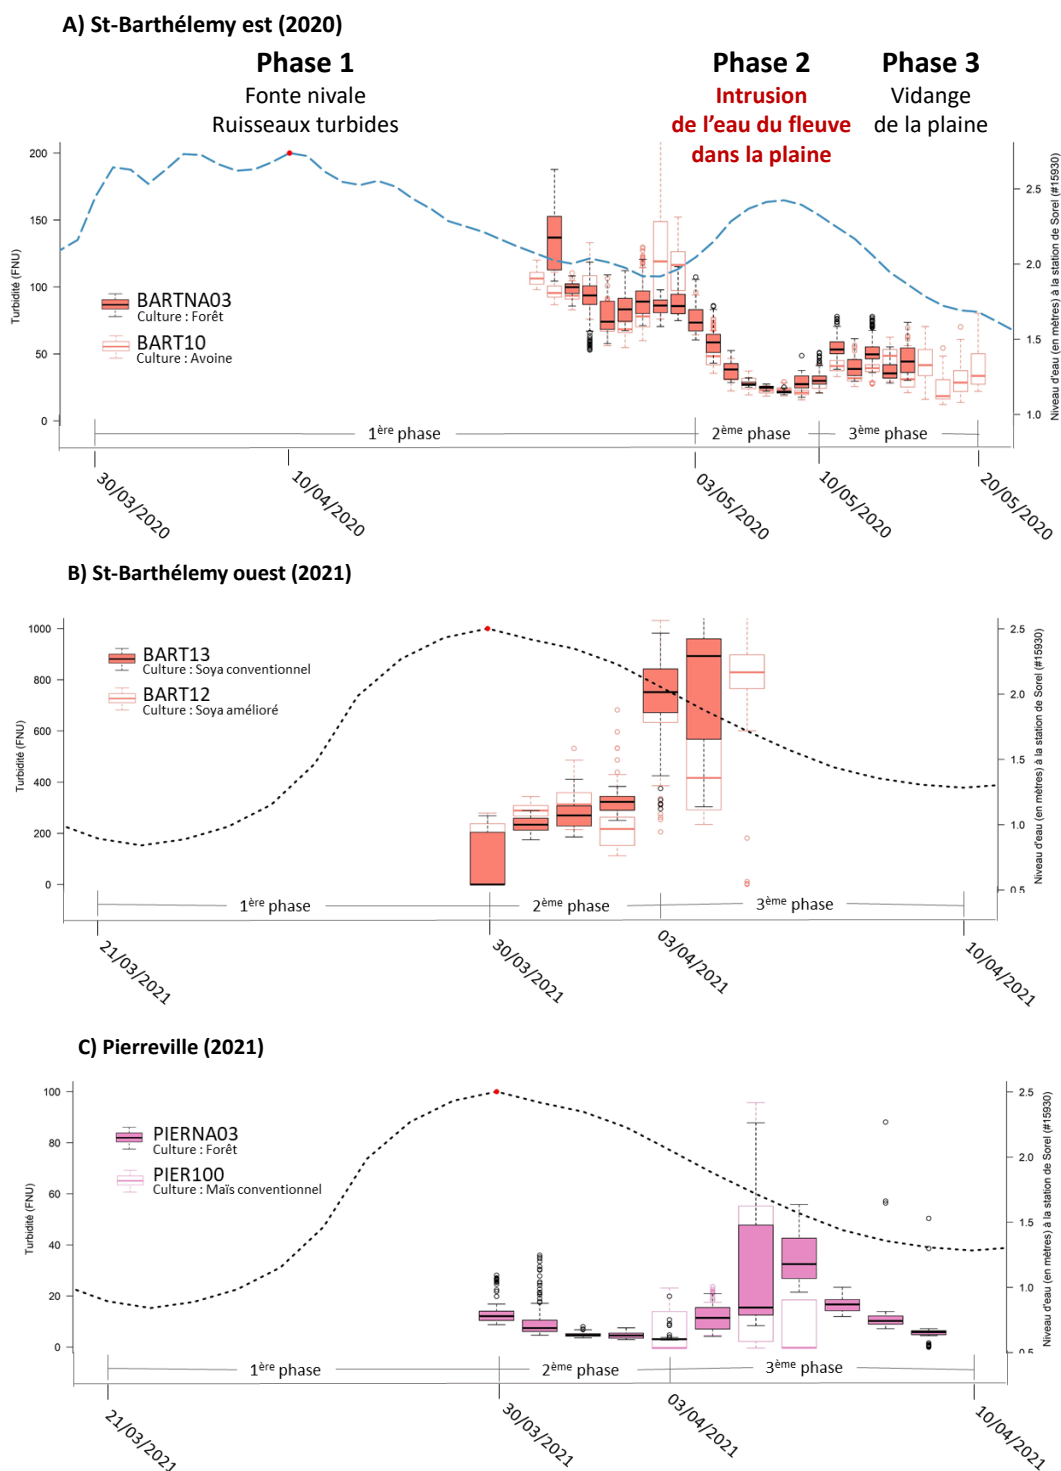 A) St-Barthélemy est (2020)
Phase 1
Fonte nivale
Ruisseaux turbides
Phase 2
Intrusion
de l'eau du fleuve
dans la plaine
Phase 3
Vidange
de la plaine
Turbidité (FNU)
200
150
100
50
0
BARTNA03
Culture : Forêt
BART10
Culture : Avoine
2.5
2.0
1.5
1.0
Niveau d'eau (en mètres) à la station de Sorel (#15930)
1ère phase
2ème phase
3ème phase
30/03/2020
10/04/2020
03/05/2020
10/05/2020
20/05/2020
B) St-Barthélemy ouest (2021)
Turbidité (FNU)
1000
800
600
400
200
0
BART13
Culture : Soya conventionnel
BART12
Culture : Soya amélioré
2.5
2.0
1.5
1.0
0.5
Niveau d'eau (en mètres) à la station de Sorel (#15930)
1ère phase
2ème phase
3ème phase
21/03/2021
30/03/2021
03/04/2021
10/04/2021
C) Pierreville (2021)
Turbidité (FNU)
100
80
60
40
20
0
PIERNA03
Culture : Forêt
PIER100
Culture : Maïs conventionnel
2.5
2.0
1.5
1.0
0.5
Niveau d'eau (en mètres) à la station de Sorel (#15930)
1ère phase
2ème phase
3ème phase
21/03/2021
30/03/2021
03/04/2021
10/04/2021